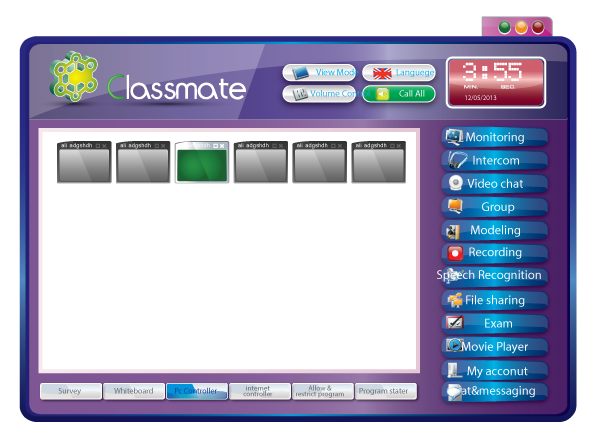 Classmate
View Mod
Languege
Volume Con
Call All
3:55
MIN. SEC.
12/05/2013
ali adgshdh
ali adgshdh
adgshdh
ali adgshdh
ali adgshdh
ali adgshdh
Monitoring
Intercom
Video chat
Group
Modeling
Recording
Speech Recognition
File sharing
Exam
Movie Player
My acconut
at&messaging
Survey
Whiteboard
Pc Controller
internet
controller
Allow &
restrict program
Program stater